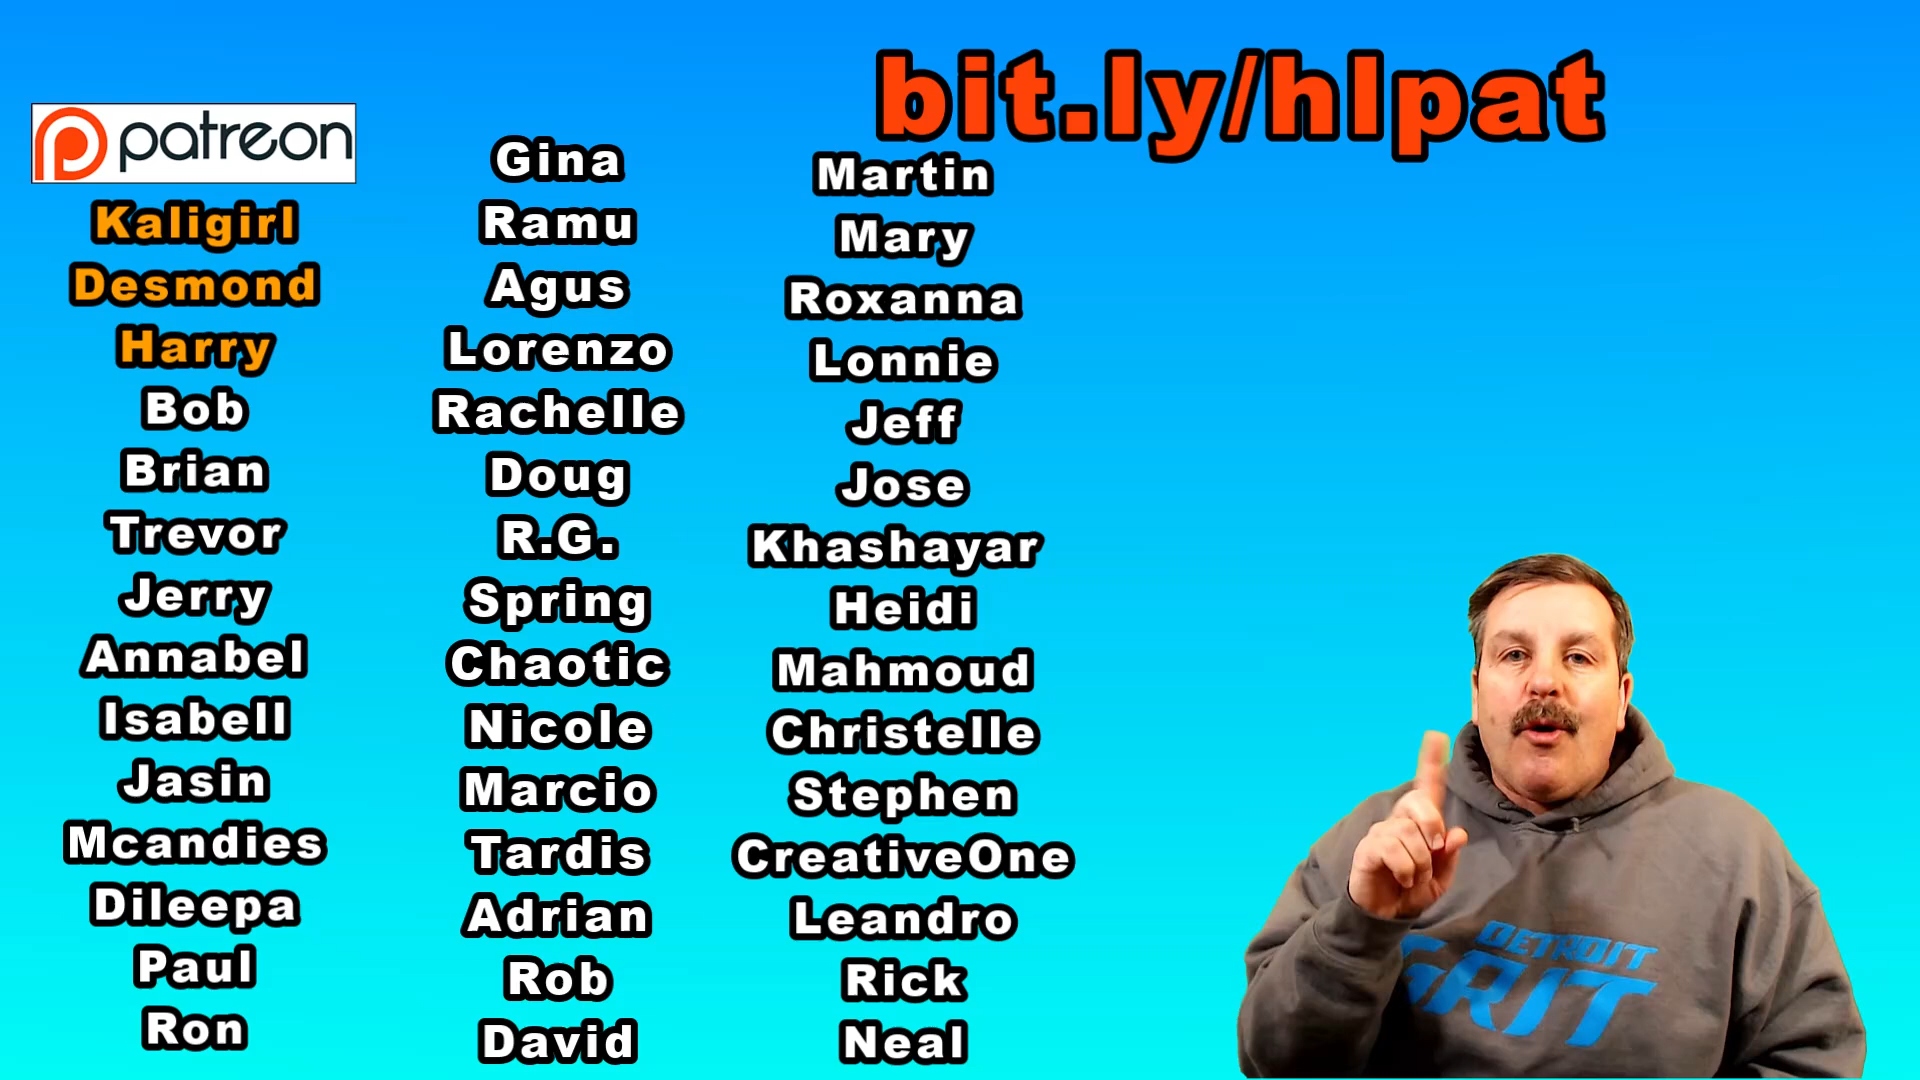 bit.ly/hlpat
patreon
Kaligirl
Desmond
Harry
Bob
Brian
Trevor
Jerry
Annabel
Isabell
Jasin
Mcandies
Dileepa
Paul
Ron
Gina
Ramu
Agus
Lorenzo
Rachelle
Doug
R.G.
Spring
Chaotic
Nicole
Marcio
Tardis
Adrian
Rob
David
Martin
Mary
Roxanna
Lonnie
Jeff
Jose
Khashayar
Heidi
Mahmoud
Christelle
Stephen
CreativeOne
Leandro
Rick
Neal
DETROIT
GRIT